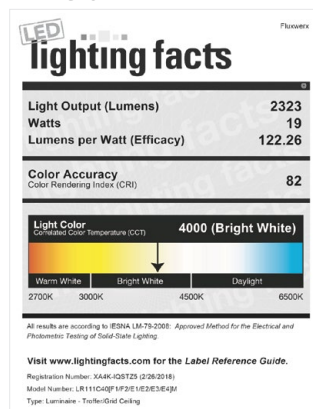 Fluxwerx
LED
lighting facts
Light Output (Lumens) 2323
Watts 19
Lumens per Watt (Efficacy) 122.26
Color Accuracy
Color Rendering Index (CRI) 82
Light Color
Correlated Color Temperature (CCT) 4000 (Bright White)
Warm White Bright White Daylight
2700K 3000K 4500K 6500K
All results are according to IESNA LM-79-2008: Approved Method for the Electrical and
Photometric Testing of Solid-State Lighting.
Visit www.lightingfacts.com for the Label Reference Guide.
Registration Number: XA4K-IQSTZ5 (2/26/2018)
Model Number: LR111C40[F1/F2/E1/E2/E3/E4]M
Type: Luminaire - Troffer/Grid Ceiling